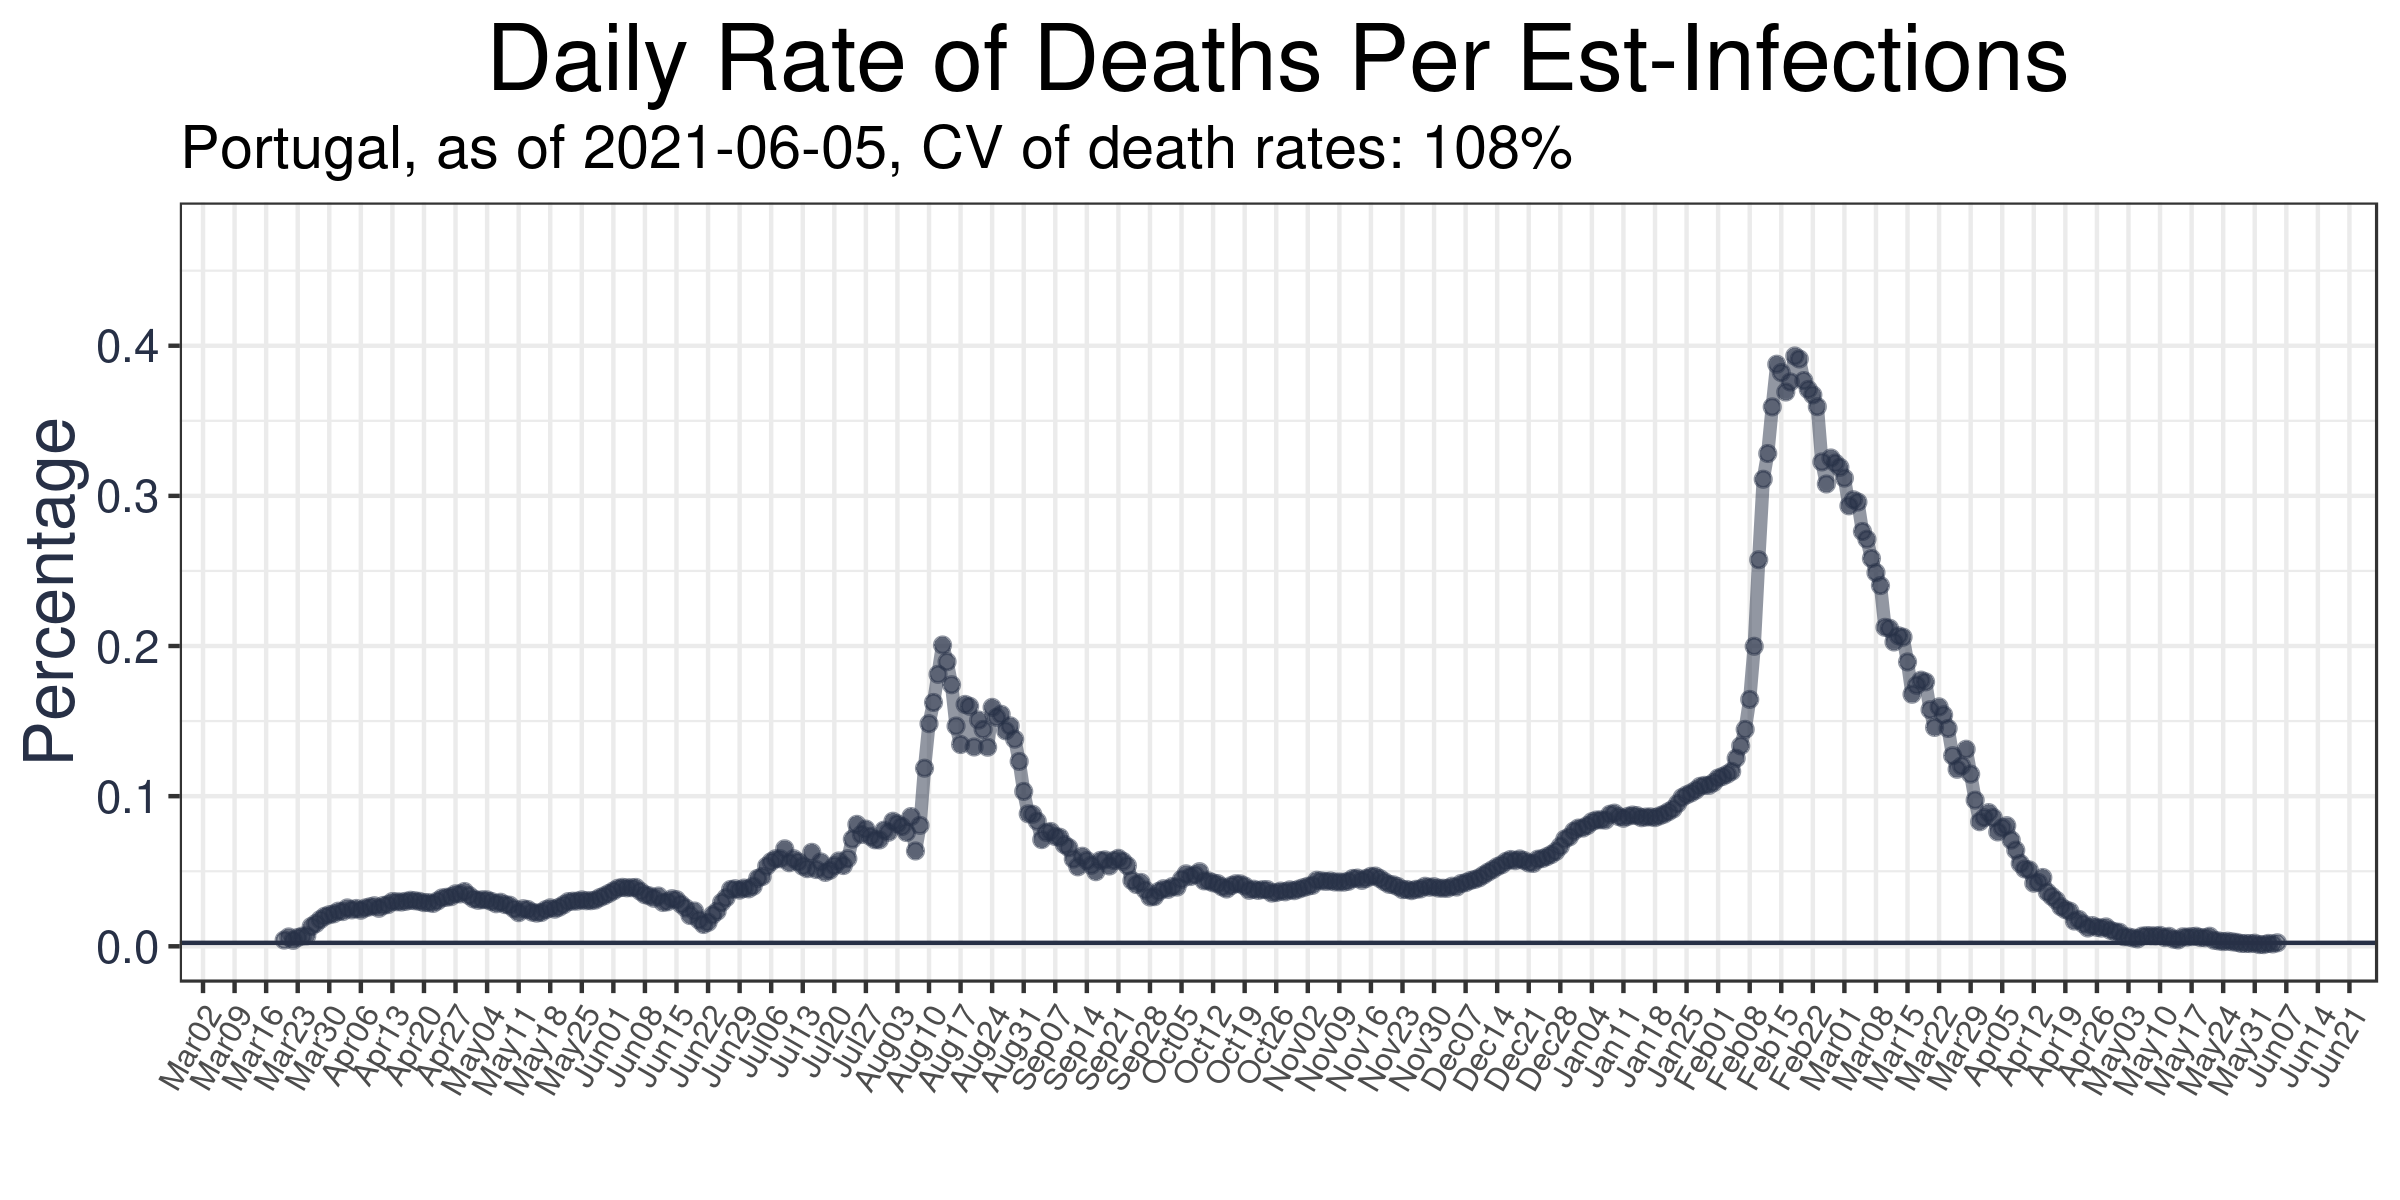 Daily Rate of Deaths Per Est-Infections
Portugal, as of 2021-06-05, CV of death rates: 108%
Percentage
0.4
0.3
0.2
0.1
0.0
Mar02
Mar09
Mar16
Mar23
Mar30
Apr06
Apr13
Apr20
Apr27
May04
May11
May18
May25
Jun01
Jun08
Jun15
Jun22
Jun29
Jul06
Jul13
Jul20
Jul27
Aug03
Aug10
Aug17
Aug24
Aug31
Sep07
Sep14
Sep21
Sep28
Oct05
Oct12
Oct19
Oct26
Nov02
Nov09
Nov16
Nov23
Nov30
Dec07
Dec14
Dec21
Dec28
Jan04
Jan11
Jan18
Jan25
Feb01
Feb08
Feb15
Feb22
Mar01
Mar08
Mar15
Mar22
Mar29
Apr05
Apr12
Apr19
Apr26
May03
May10
May17
May24
May31
Jun07
Jun14
Jun21